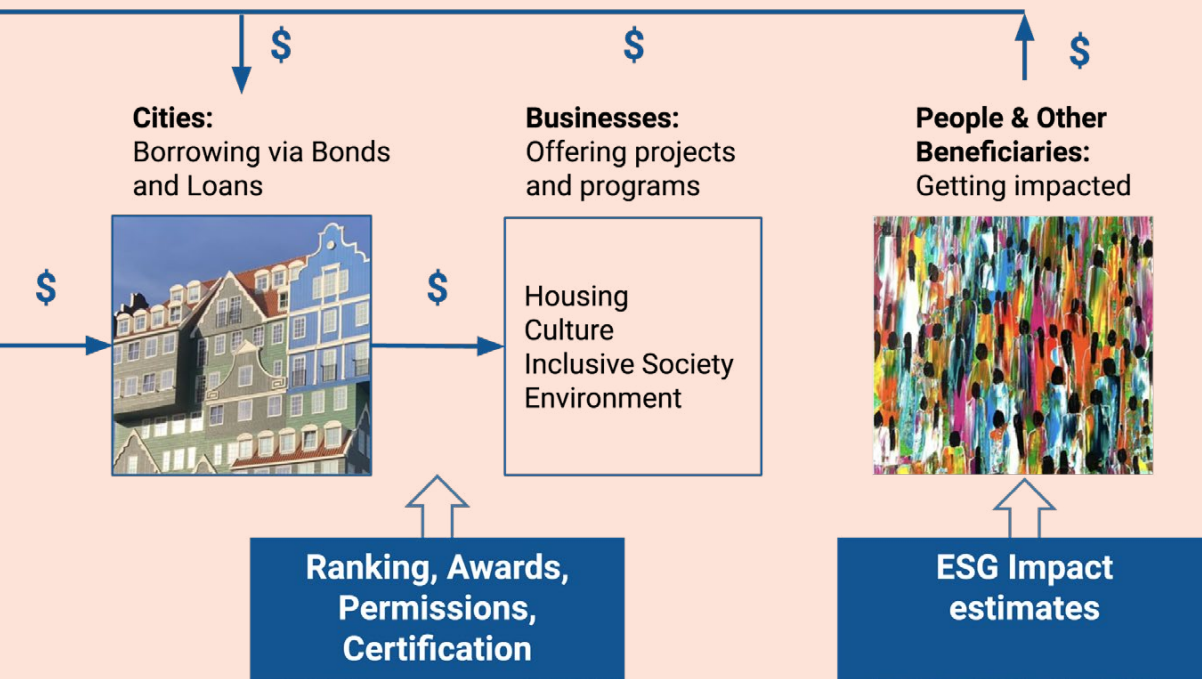 $
$
$
Cities:
Borrowing via Bonds
and Loans
Businesses:
Offering projects
and programs
People & Other
Beneficiaries:
Getting impacted
$
$
Housing
Culture
Inclusive Society
Environment
Ranking, Awards,
Permissions,
Certification
ESG Impact
estimates